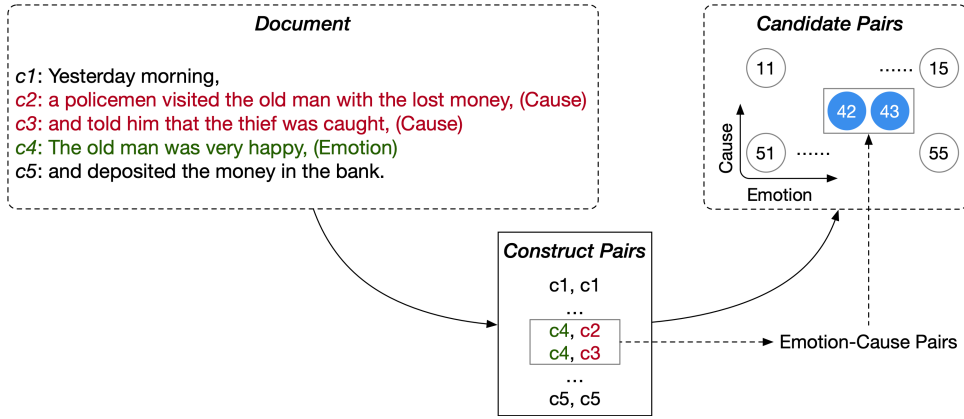 Document
c1: Yesterday morning,
c2: a policemen visited the old man with the lost money, (Cause)
c3: and told him that the thief was caught, (Cause)
c4: The old man was very happy, (Emotion)
c5: and deposited the money in the bank.
Candidate Pairs
11 ...... 15
42 43
51 ...... 55
Cause
Emotion
Construct Pairs
c1, c1
...
c4, c2
c4, c3
...
c5, c5
Emotion-Cause Pairs